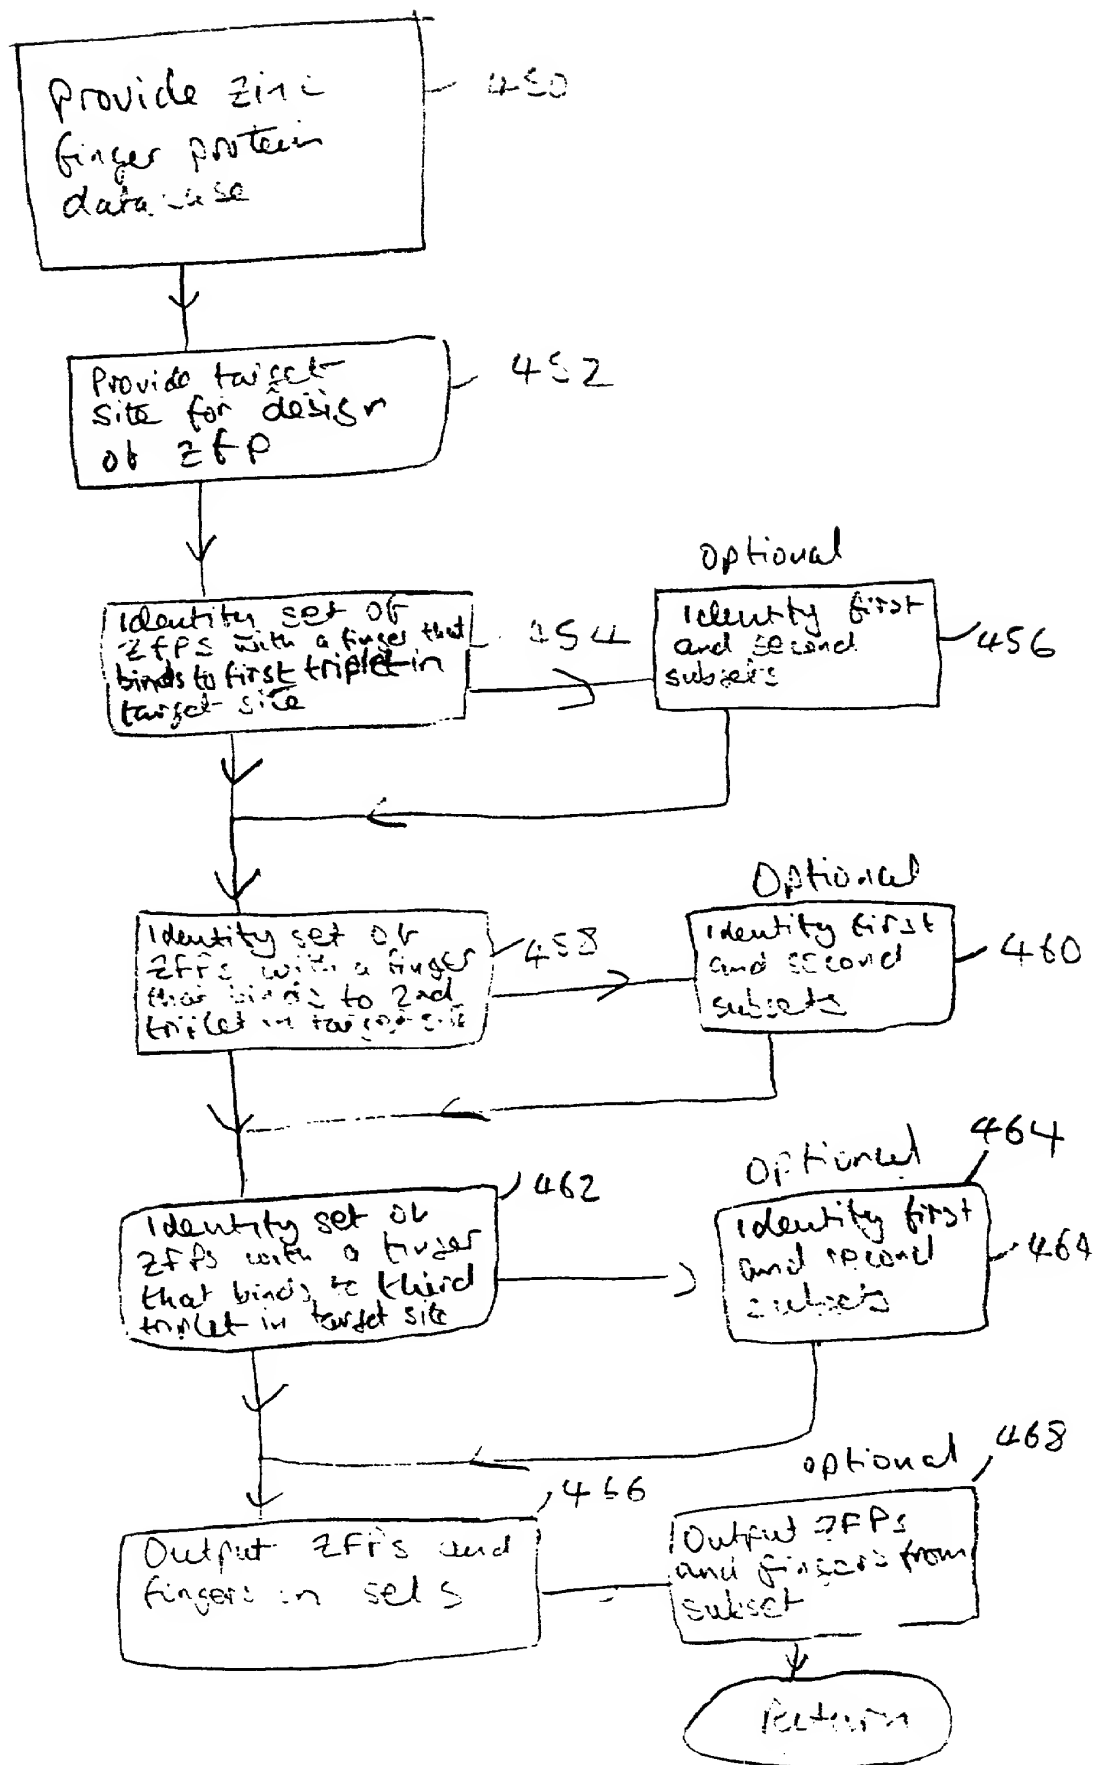 Provide zinc
finger protein
database
450
Provide target
site for design
of ZFP
452
Identify set of
ZFPs with a finger that
binds to first triplet in
target site
454
Optional
Identify first
and second
subsets
456
Identify set of
ZFPs with a finger
that binds to 2nd
triplet in target site
458
Optional
Identify first
and second
subsets
460
Identify set of
ZFPs with a finger
that binds to third
triplet in target site
462
Optional
464
Identify first
and second
subsets
464
Output ZFPs and
fingers in sets
466
Optional
468
Output ZFPs
and fingers from
subset
Return